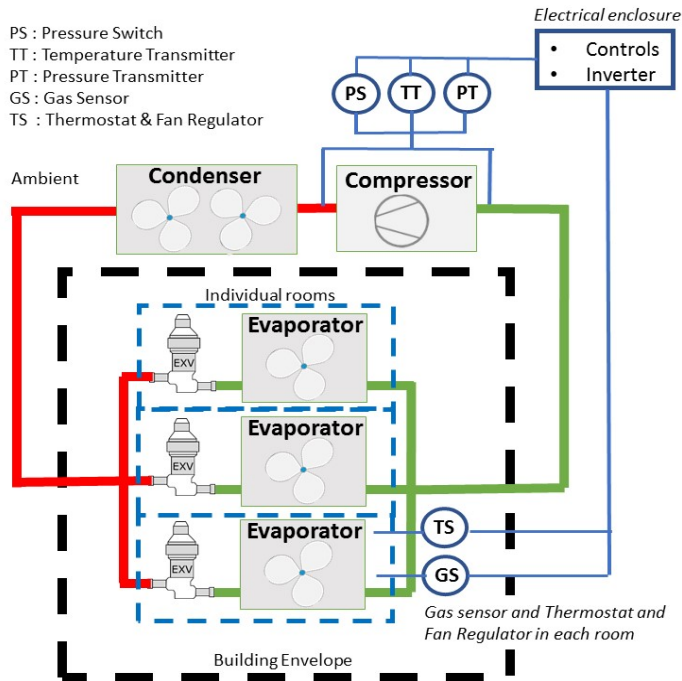 Electrical enclosure
PS : Pressure Switch
TT : Temperature Transmitter
PT : Pressure Transmitter
GS : Gas Sensor
TS : Thermostat & Fan Regulator
• Controls
• Inverter
PS
TT
PT
Ambient
Condenser
Compressor
Individual rooms
Evaporator
EXV
Evaporator
EXV
Evaporator
EXV
TS
GS
Gas sensor and Thermostat and
Fan Regulator in each room
Building Envelope